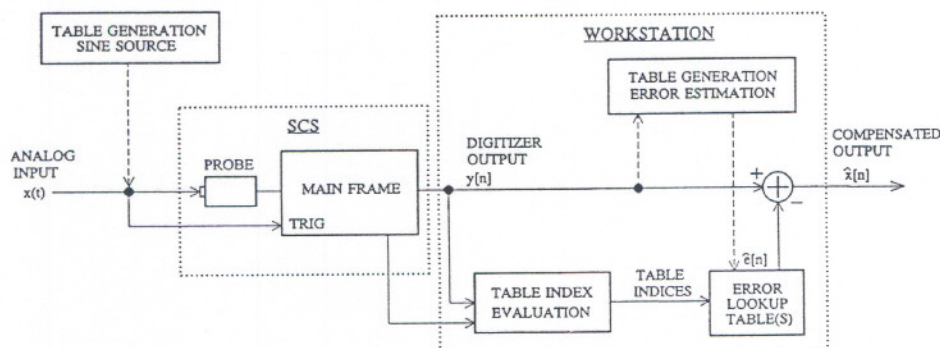 TABLE GENERATION
SINE SOURCE
WORKSTATION
TABLE GENERATION
ERROR ESTIMATION
SCS
ANALOG
INPUT
x(t)
PROBE
MAIN FRAME
TRIG
DIGITIZER
OUTPUT
y[n]
COMPENSATED
OUTPUT
x̂[n]
+
−
ê[n]
TABLE INDEX
EVALUATION
TABLE
INDICES
ERROR
LOOKUP
TABLE(S)